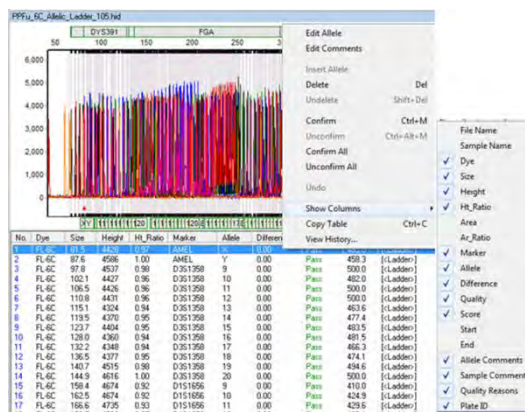 PPFu_6C_Allelic_Ladder_105.hid
DYS391 FGA
50 100 150 200 250
6,000
5,000
4,000
3,000
2,000
1,000
0
Edit Allele
Edit Comments
Insert Allele
Delete Del
Undelete Shift+Del
Confirm Ctrl+M
Unconfirm Ctrl+Alt+M
Confirm All
Unconfirm All
Undo
Show Columns
Copy Table Ctrl+C
View History...
File Name
Sample Name
Dye
Size
Height
Ht_Ratio
Area
Ar_Ratio
Marker
Allele
Difference
Quality
Score
Start
End
Allele Comments
Sample Comment
Quality Reasons
Plate ID
No. Dye Size Height Ht_Ratio Marker Allele Differenc
1 FL-6C 81.5 4428 0.97 AMEL X 0.00
2 FL-6C 87.6 4586 1.00 AMEL Y 0.00 Pass 458.3 [<Ladder>]
3 FL-6C 97.8 4537 0.98 D3S1358 9 0.00 Pass 500.0 [<Ladder>]
4 FL-6C 102.1 4427 0.96 D3S1358 10 0.00 Pass 482.0 [<Ladder>]
5 FL-6C 106.5 4426 0.96 D3S1358 11 0.00 Pass 500.0 [<Ladder>]
6 FL-6C 110.8 4431 0.96 D3S1358 12 0.00 Pass 500.0 [<Ladder>]
7 FL-6C 115.1 4324 0.94 D3S1358 13 0.00 Pass 463.6 [<Ladder>]
8 FL-6C 119.5 4370 0.95 D3S1358 14 0.00 Pass 477.4 [<Ladder>]
9 FL-6C 123.7 4404 0.95 D3S1358 15 0.00 Pass 483.5 [<Ladder>]
10 FL-6C 128.0 4360 0.94 D3S1358 16 0.00 Pass 481.5 [<Ladder>]
11 FL-6C 132.2 4348 0.94 D3S1358 17 0.00 Pass 466.3 [<Ladder>]
12 FL-6C 136.5 4377 0.95 D3S1358 18 0.00 Pass 474.1 [<Ladder>]
13 FL-6C 140.7 4515 0.98 D3S1358 19 0.00 Pass 494.6 [<Ladder>]
14 FL-6C 144.9 4616 1.00 D3S1358 20 0.00 Pass 500.0 [<Ladder>]
15 FL-6C 158.4 4674 0.92 D1S1656 9 0.00 Pass 410.0 [<Ladder>]
16 FL-6C 162.5 4674 0.92 D1S1656 10 0.00 Pass 424.9 [<Ladder>]
17 FL-6C 166.6 4735 0.93 D1S1656 11 0.00 Pass 429.6 [<Ladder>]